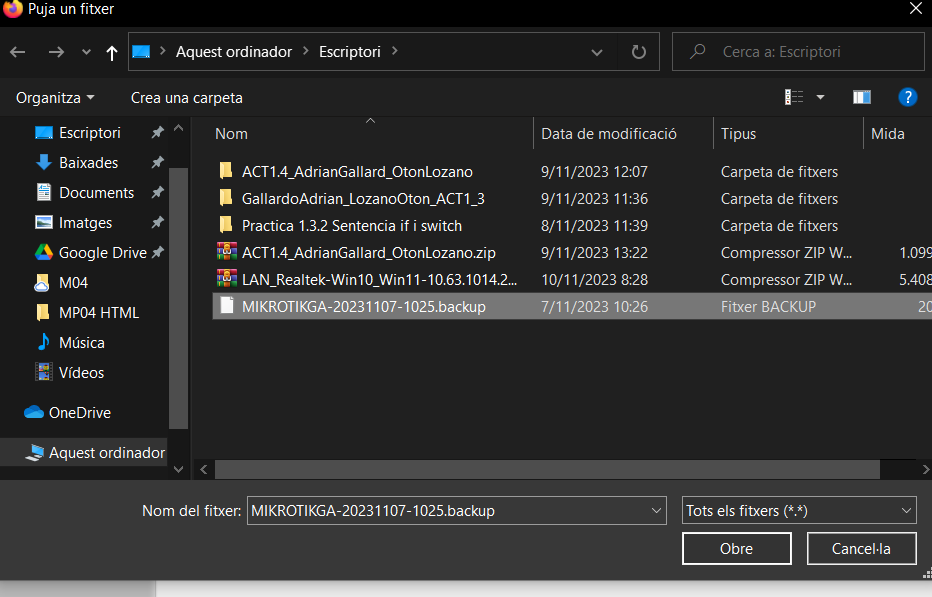 Puja un fitxer
Aquest ordinador Escriptori
Cerca a: Escriptori
Organitza Crea una carpeta
?
Escriptori
Baixades
Documents
Imatges
Google Drive
M04
MP04 HTML
Música
Vídeos
OneDrive
Aquest ordinador
Nom Data de modificació Tipus Mida
ACT1.4_AdrianGallard_OtonLozano 9/11/2023 12:07 Carpeta de fitxers
GallardoAdrian_LozanoOton_ACT1_3 9/11/2023 11:36 Carpeta de fitxers
Practica 1.3.2 Sentencia if i switch 8/11/2023 11:39 Carpeta de fitxers
ACT1.4_AdrianGallard_OtonLozano.zip 9/11/2023 13:22 Compressor ZIP W... 1.099
LAN_Realtek-Win10_Win11-10.63.1014.2... 10/11/2023 8:28 Compressor ZIP W... 5.408
MIKROTIKGA-20231107-1025.backup 7/11/2023 10:26 Fitxer BACKUP 20
Nom del fitxer: MIKROTIKGA-20231107-1025.backup Tots els fitxers (*.*)
Obre Cancel·la